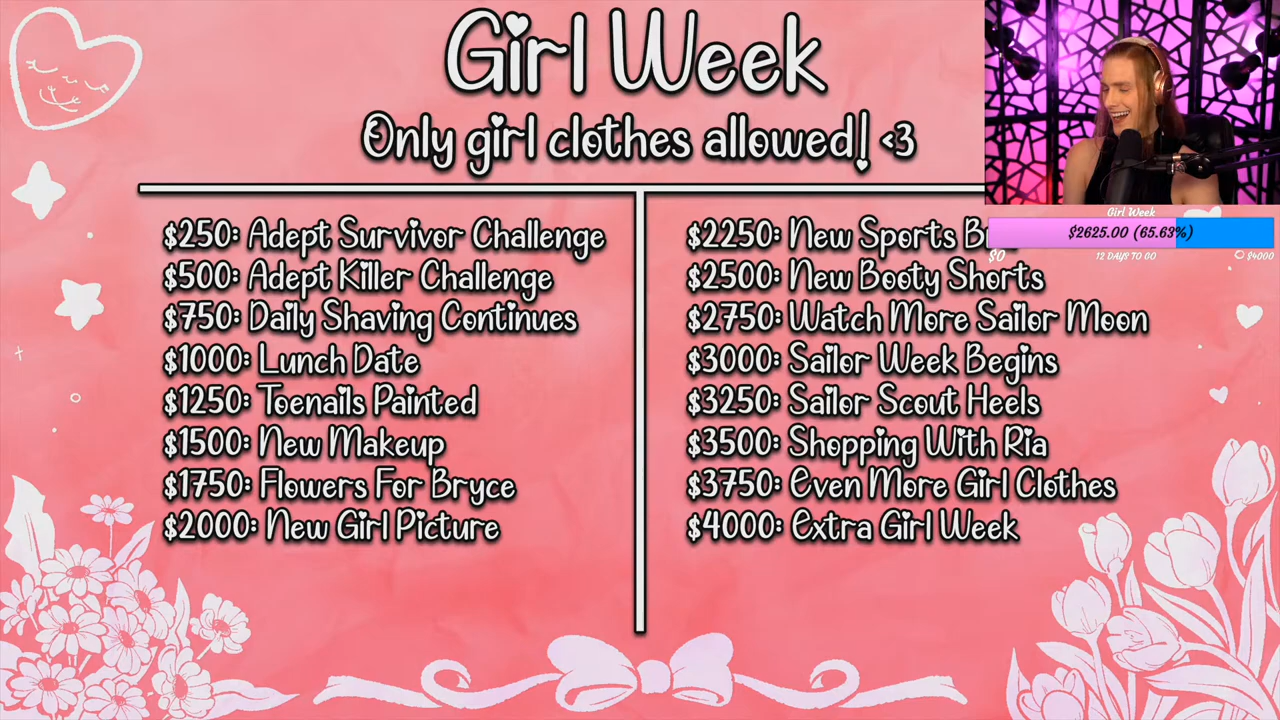 Girl Week
Only girl clothes allowed! <3
$250: Adept Survivor Challenge
$500: Adept Killer Challenge
$750: Daily Shaving Continues
$1000: Lunch Date
$1250: Toenails Painted
$1500: New Makeup
$1750: Flowers For Bryce
$2000: New Girl Picture
$2250: New Sports
$2500: New Booty Shorts
$2750: Watch More Sailor Moon
$3000: Sailor Week Begins
$3250: Sailor Scout Heels
$3500: Shopping With Ria
$3750: Even More Girl Clothes
$4000: Extra Girl Week
Girl Week
$2625.00 (65.63%)
$0
12 DAYS TO GO
$4000